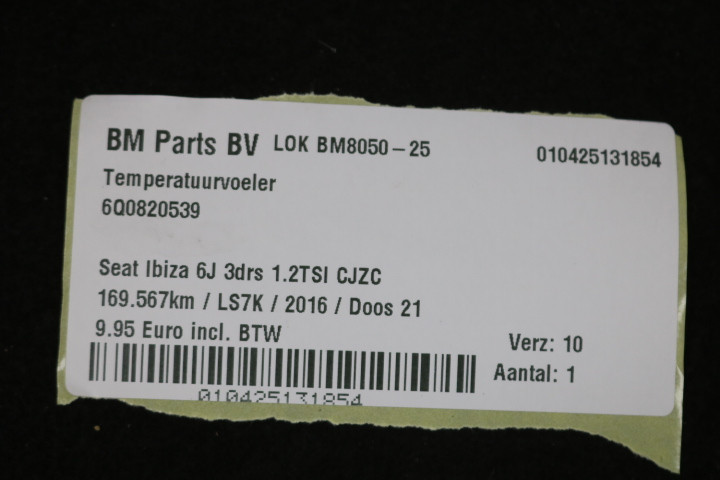 BM Parts BV LOK BM8050-25 010425131854
Temperatuurvoeler
6Q0820539
Seat Ibiza 6J 3drs 1.2TSI CJZC
169.567km / LS7K / 2016 / Doos 21
9.95 Euro incl. BTW
Verz: 10
Aantal: 1
010425131854